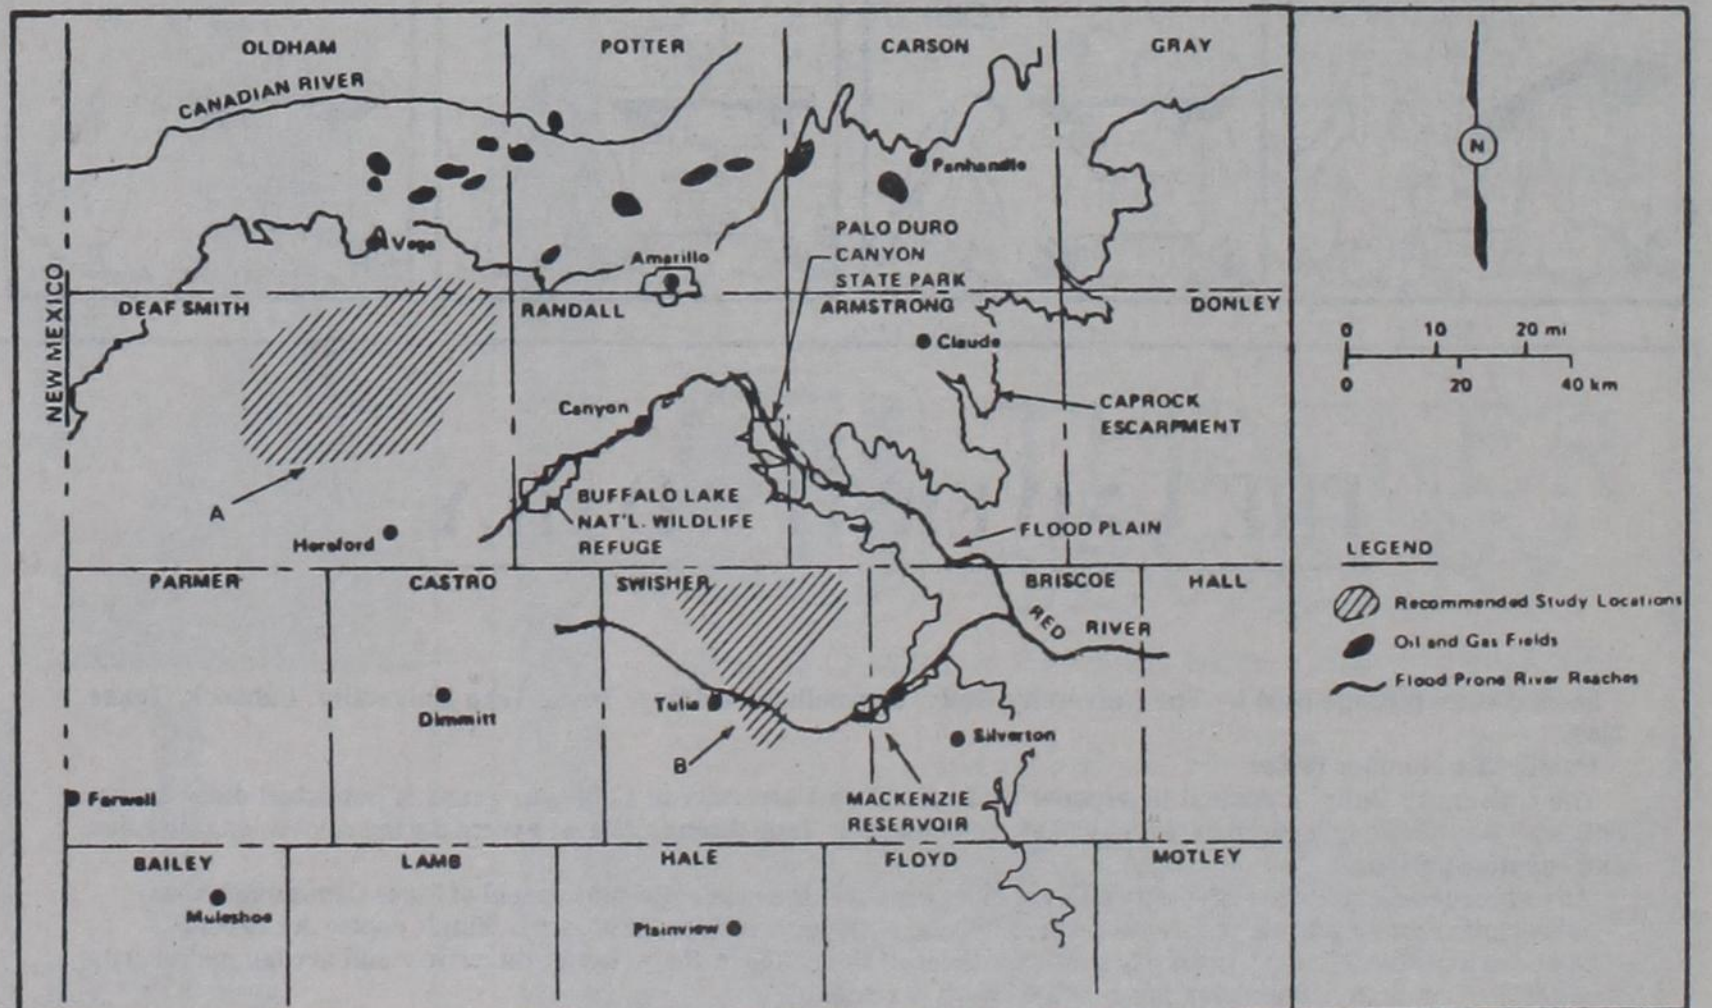 OLDHAM
POTTER
CARSON
GRAY
CANADIAN RIVER
N
Panhandle
PALO DURO
CANYON
STATE PARK
Vega
Amarillo
NEW MEXICO
DEAF SMITH
RANDALL
ARMSTRONG
DONLEY
0 10 20 mi
0 20 40 km
Claude
Canyon
CAPROCK
ESCARPMENT
A
BUFFALO LAKE
NAT'L. WILDLIFE
REFUGE
FLOOD PLAIN
Hereford
LEGEND
Recommended Study Locations
Oil and Gas Fields
Flood Prone River Reaches
PARMER
CASTRO
SWISHER
BRISCOE
HALL
RED RIVER
Dimmitt
Tulia
Silverton
B
Farwell
MACKENZIE
RESERVOIR
BAILEY
LAMB
HALE
FLOYD
MOTLEY
Muleshoe
Plainview